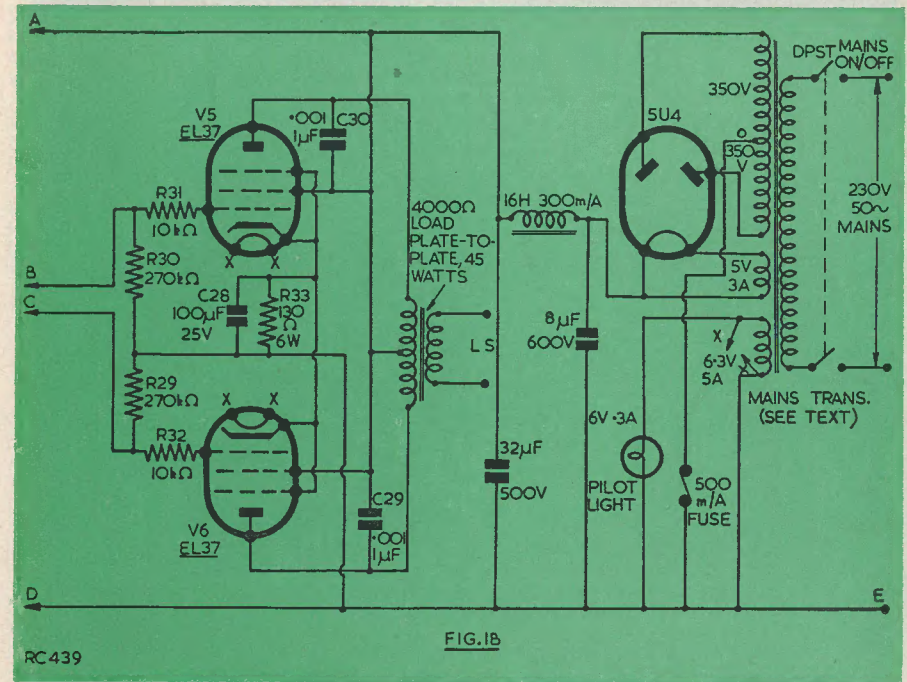 A
V5
EL37
·001
1µF
C30
R31
10kΩ
R30
270kΩ
B
C
X
X
C28
100µF
25V
R33
130
Ω
6W
R29
270kΩ
X
X
R32
10kΩ
V6
EL37
C29
·001
1µF
4000Ω
LOAD
PLATE-TO-
PLATE, 45
WATTS
LS
16H 300m/A
32µF
500V
8µF
600V
5U4
350V
O
350
V
5V
3A
X
6·3V
5A
DPST
MAINS
ON/OFF
230V
50~
MAINS
MAINS TRANS.
(SEE TEXT)
6V ·3A
PILOT
LIGHT
500
m/A
FUSE
D
E
FIG.1B
RC439